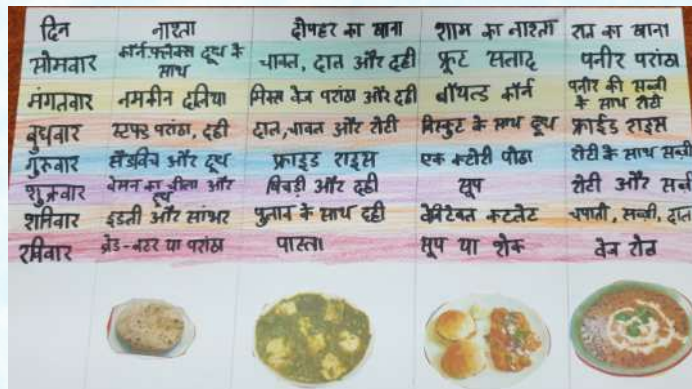 दिन नाश्ता दोपहर का खाना शाम का नाश्ता रात का खाना
सोमवार कॉर्नफ्लेक्स दूध के साथ चावल, दाल और दही फ्रूट सलाद पनीर परांठा
मंगलवार नमकीन दलिया मिक्स वेज परांठा और दही बॉयल्ड कॉर्न पनीर की सब्जी के साथ रोटी
बुधवार स्टफ्ड परांठा, दही दाल, चावल और रोटी बिस्कुट के साथ दूध फ्राईड राइस
गुरुवार सैंडविच और दूध फ्राइड राइस एक कटोरी पोहा रोटी के साथ सब्जी
शुक्रवार बेसन का चीला और दूध खिचड़ी और दही सूप रोटी और सब्जी
शनिवार इडली और सांभर पुलाव के साथ दही वेजिटेबल कटलेट चपाती, सब्जी, दाल
रविवार ब्रेड-बटर या परांठा पास्ता सूप या शेक वेज रोल